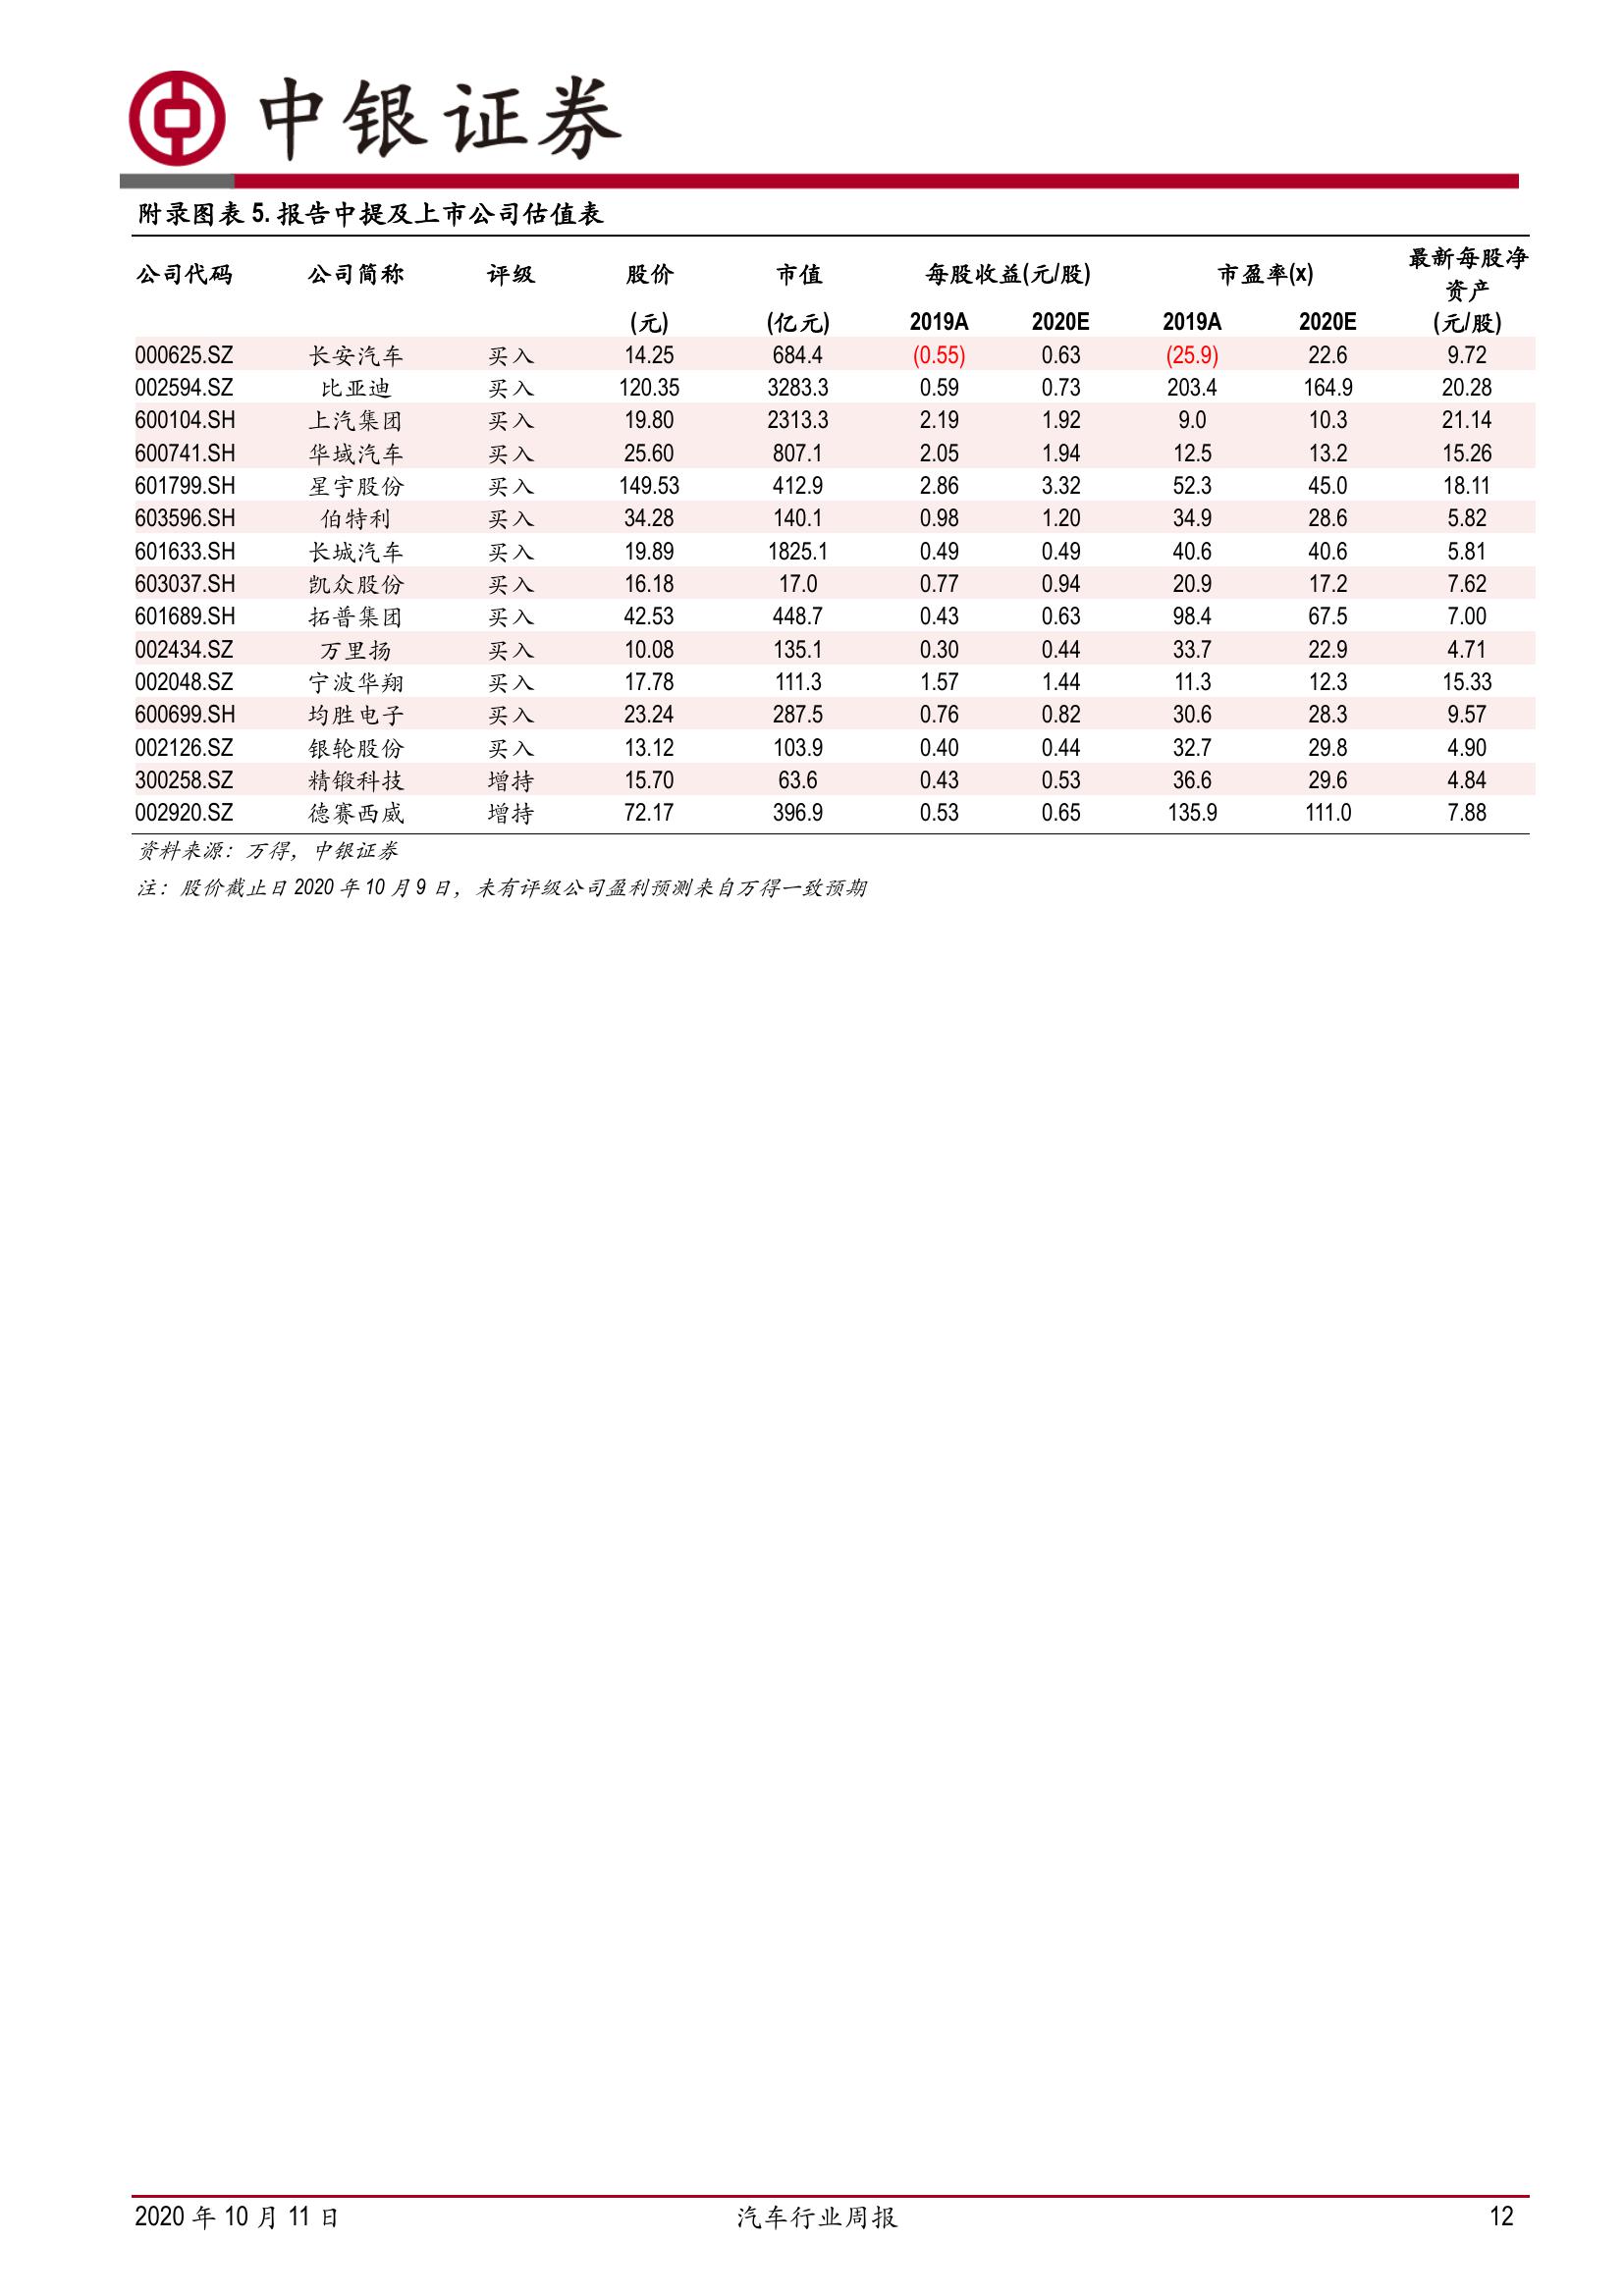 中银证券
附录图表 5. 报告中提及上市公司估值表
公司代码 公司简称 评级 股价 市值 每股收益(元/股) 市盈率(x) 最新每股净资产
(元) (亿元) 2019A 2020E 2019A 2020E (元/股)
000625.SZ 长安汽车 买入 14.25 684.4 (0.55) 0.63 (25.9) 22.6 9.72
002594.SZ 比亚迪 买入 120.35 3283.3 0.59 0.73 203.4 164.9 20.28
600104.SH 上汽集团 买入 19.80 2313.3 2.19 1.92 9.0 10.3 21.14
600741.SH 华域汽车 买入 25.60 807.1 2.05 1.94 12.5 13.2 15.26
601799.SH 星宇股份 买入 149.53 412.9 2.86 3.32 52.3 45.0 18.11
603596.SH 伯特利 买入 34.28 140.1 0.98 1.20 34.9 28.6 5.82
601633.SH 长城汽车 买入 19.89 1825.1 0.49 0.49 40.6 40.6 5.81
603037.SH 凯众股份 买入 16.18 17.0 0.77 0.94 20.9 17.2 7.62
601689.SH 拓普集团 买入 42.53 448.7 0.43 0.63 98.4 67.5 7.00
002434.SZ 万里扬 买入 10.08 135.1 0.30 0.44 33.7 22.9 4.71
002048.SZ 宁波华翔 买入 17.78 111.3 1.57 1.44 11.3 12.3 15.33
600699.SH 均胜电子 买入 23.24 287.5 0.76 0.82 30.6 28.3 9.57
002126.SZ 银轮股份 买入 13.12 103.9 0.40 0.44 32.7 29.8 4.90
300258.SZ 精锻科技 增持 15.70 63.6 0.43 0.53 36.6 29.6 4.84
002920.SZ 德赛西威 增持 72.17 396.9 0.53 0.65 135.9 111.0 7.88
资料来源：万得，中银证券
注：股价截止日 2020 年 10 月 9 日，未有评级公司盈利预测来自万得一致预期
2020 年 10 月 11 日 汽车行业周报 12